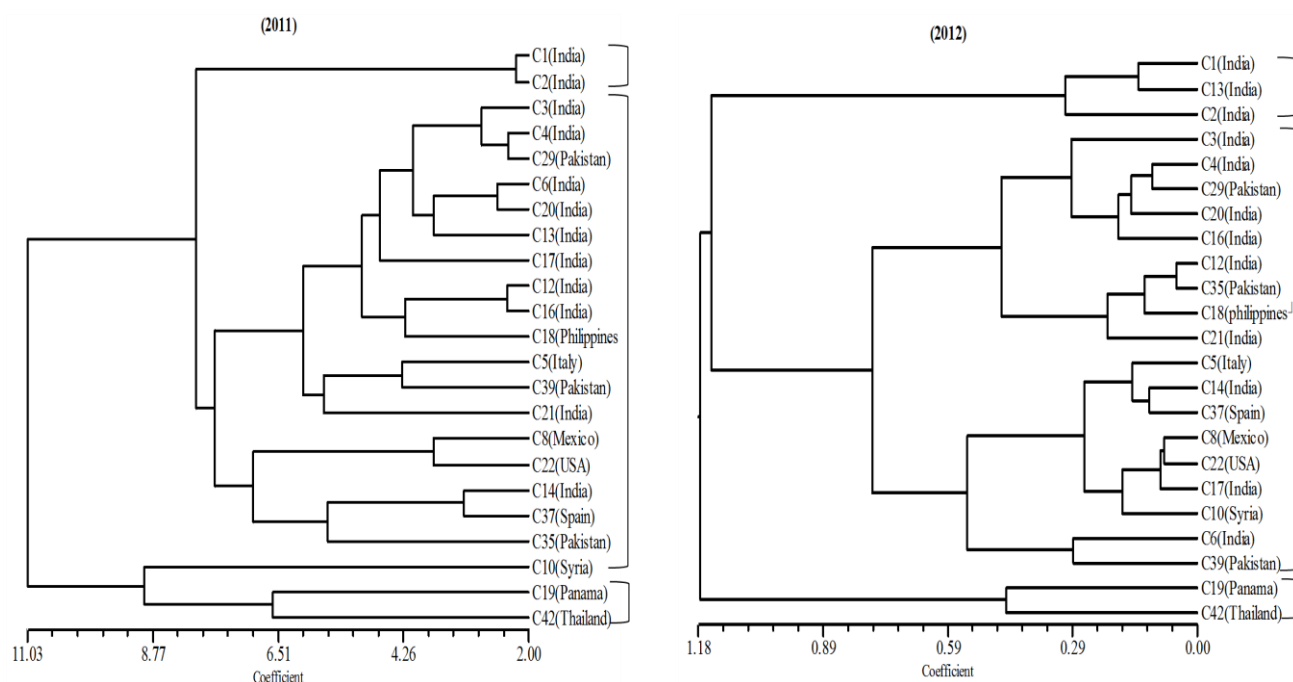 (2011)
C1(India)
C2(India)
C3(India)
C4(India)
C29(Pakistan)
C6(India)
C20(India)
C13(India)
C17(India)
C12(India)
C16(India)
C18(Philippines
C5(Italy)
C39(Pakistan)
C21(India)
C8(Mexico)
C22(USA)
C14(India)
C37(Spain)
C35(Pakistan)
C10(Syria)
C19(Panama)
C42(Thailand)
11.03 8.77 6.51 4.26 2.00
Coefficient
(2012)
C1(India)
C13(India)
C2(India)
C3(India)
C4(India)
C29(Pakistan)
C20(India)
C16(India)
C12(India)
C35(Pakistan)
C18(philippines
C21(India)
C5(Italy)
C14(India)
C37(Spain)
C8(Mexico)
C22(USA)
C17(India)
C10(Syria)
C6(India)
C39(Pakistan)
C19(Panama)
C42(Thailand)
1.18 0.89 0.59 0.29 0.00
Coefficient